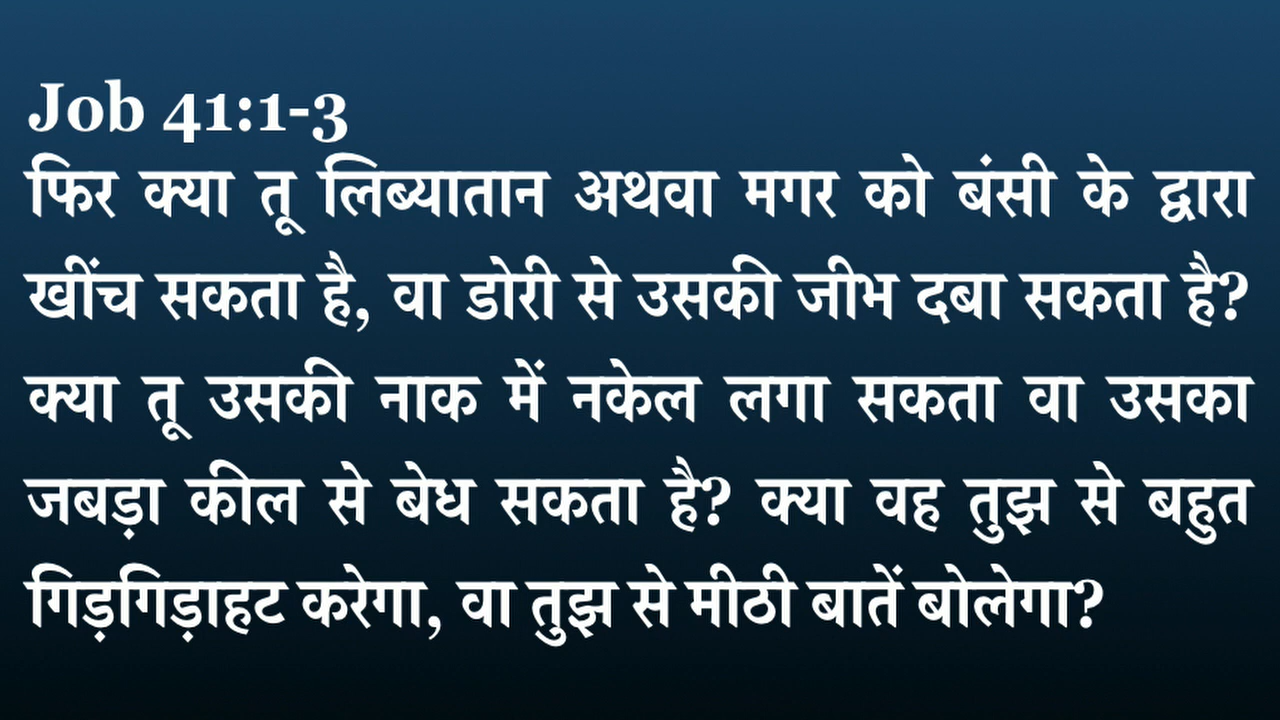 Job 41:1-3
फिर क्या तू लिब्यातान अथवा मगर को बंसी के द्वारा
खींच सकता है, वा डोरी से उसकी जीभ दबा सकता है?
क्या तू उसकी नाक में नकेल लगा सकता वा उसका
जबड़ा कील से बेध सकता है? क्या वह तुझ से बहुत
गिड़गिड़ाहट करेगा, वा तुझ से मीठी बातें बोलेगा?